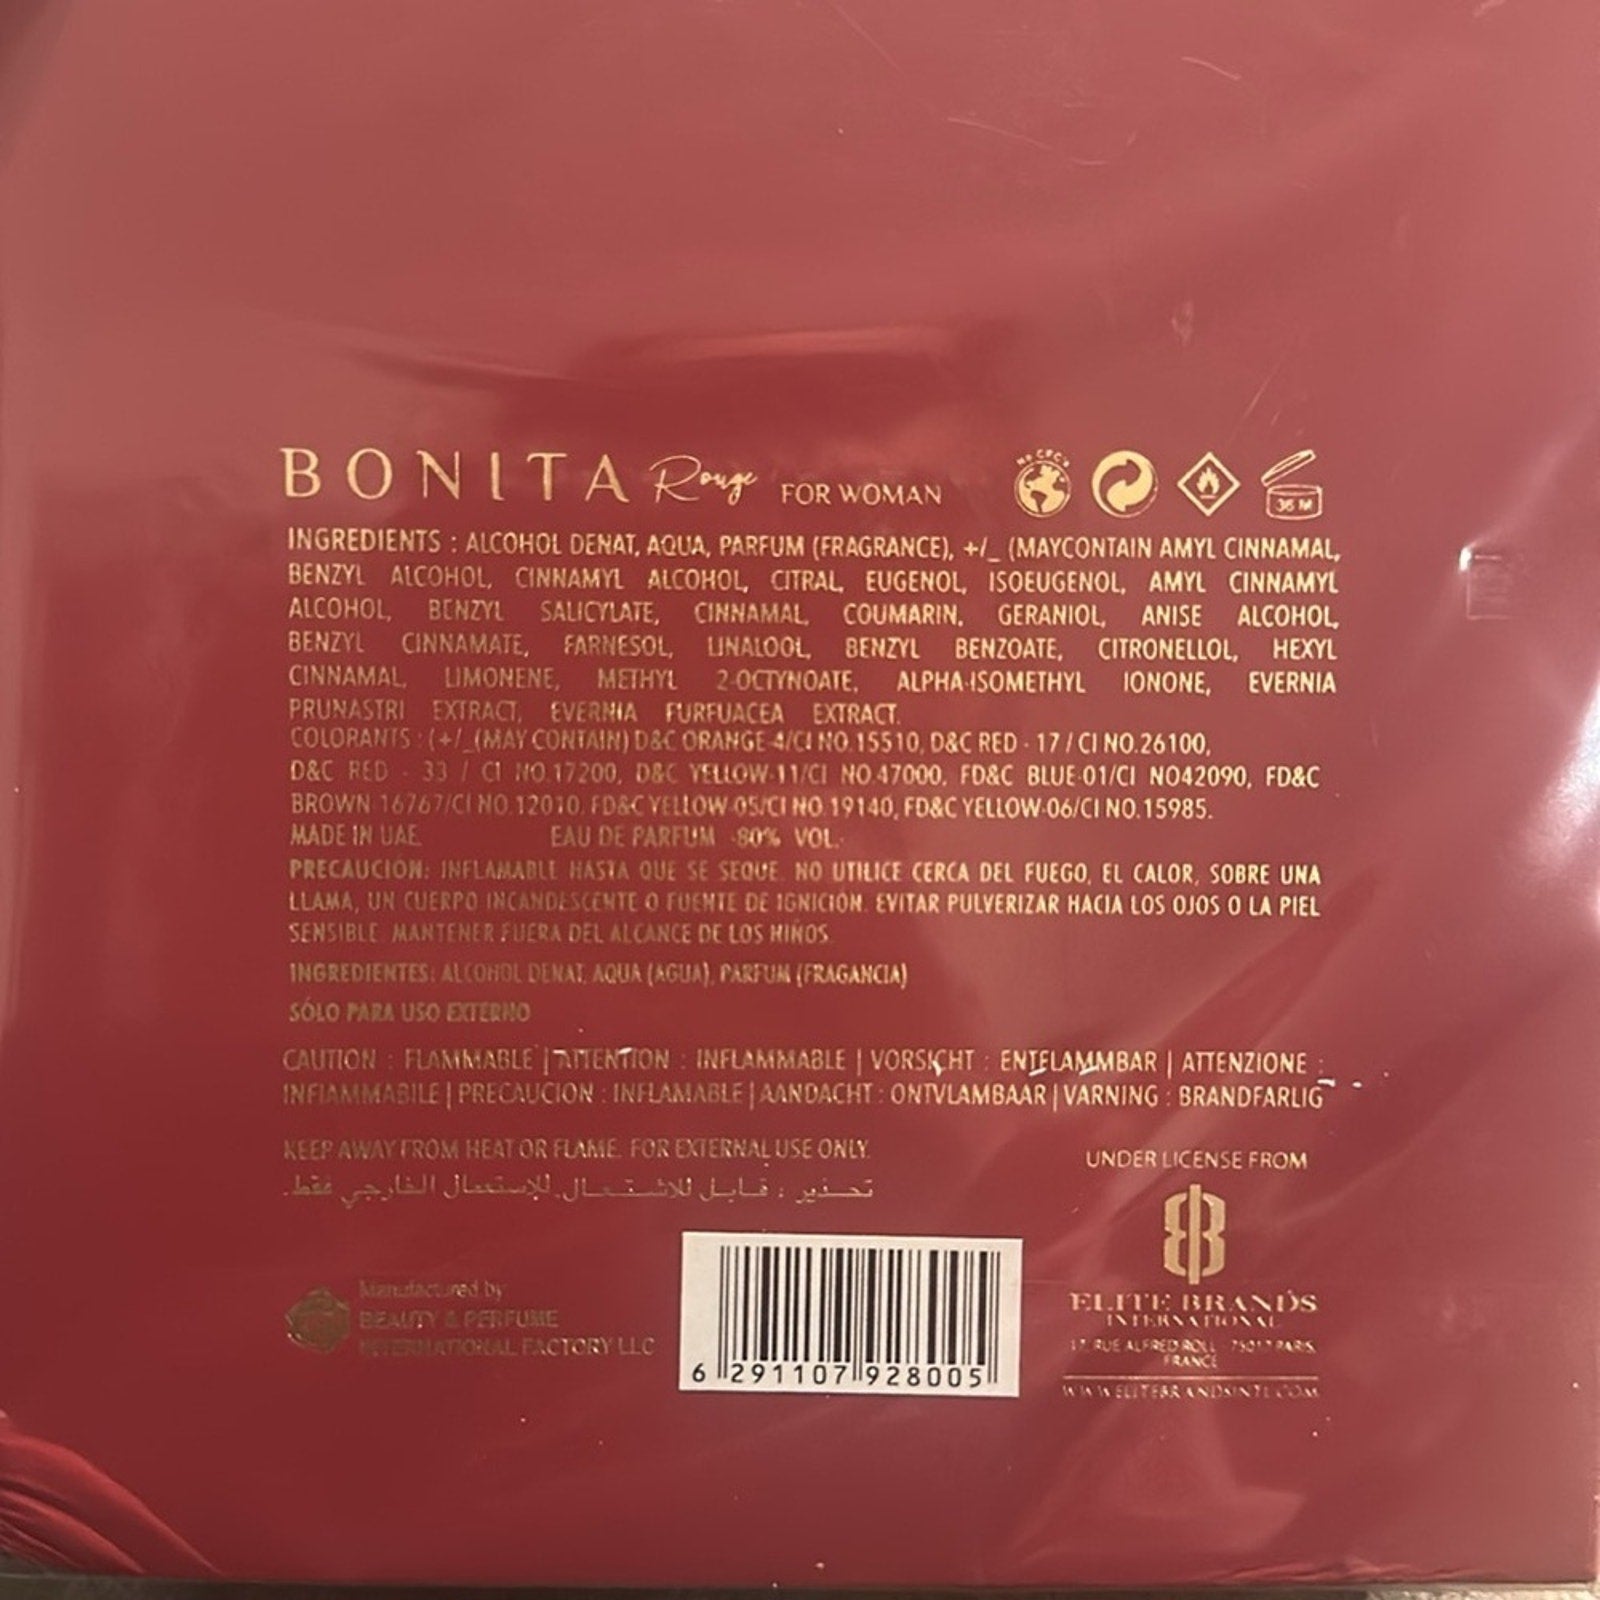 BONITA Rouge FOR WOMAN
No CFC's
36 M
INGREDIENTS : ALCOHOL DENAT, AQUA, PARFUM (FRAGRANCE), +/_ (MAYCONTAIN AMYL CINNAMAL,
BENZYL ALCOHOL, CINNAMYL ALCOHOL, CITRAL, EUGENOL, ISOEUGENOL, AMYL CINNAMYL
ALCOHOL, BENZYL SALICYLATE, CINNAMAL, COUMARIN, GERANIOL, ANISE ALCOHOL,
BENZYL CINNAMATE, FARNESOL, LINALOOL, BENZYL BENZOATE, CITRONELLOL, HEXYL
CINNAMAL, LIMONENE, METHYL 2-OCTYNOATE, ALPHA-ISOMETHYL IONONE, EVERNIA
PRUNASTRI EXTRACT, EVERNIA FURFUACEA EXTRACT.
COLORANTS : (+/_(MAY CONTAIN) D&C ORANGE-4/CI NO.15510, D&C RED - 17 / CI NO.26100,
D&C RED - 33 / CI NO.17200, D&C YELLOW-11/CI NO.47000, FD&C BLUE-01/CI NO42090, FD&C
BROWN 16767/CI NO.12010, FD&C YELLOW-05/CI NO.19140, FD&C YELLOW-06/CI NO.15985.
MADE IN UAE. EAU DE PARFUM -80% VOL.-
PRECAUCIÓN: INFLAMABLE HASTA QUE SE SEQUE. NO UTILICE CERCA DEL FUEGO, EL CALOR, SOBRE UNA
LLAMA, UN CUERPO INCANDESCENTE O FUENTE DE IGNICIÓN. EVITAR PULVERIZAR HACIA LOS OJOS O LA PIEL
SENSIBLE. MANTENER FUERA DEL ALCANCE DE LOS NIÑOS.
INGREDIENTES: ALCOHOL DENAT, AQUA (AGUA), PARFUM (FRAGANCIA)
SÓLO PARA USO EXTERNO
CAUTION : FLAMMABLE | ATTENTION : INFLAMMABLE | VORSICHT : ENTFLAMMBAR | ATTENZIONE :
INFIAMMABILE | PRECAUCION : INFLAMABLE | AANDACHT : ONTVLAMBAAR | VARNING : BRANDFARLIG
KEEP AWAY FROM HEAT OR FLAME. FOR EXTERNAL USE ONLY.
تحــذير : قـابـل للاشـتـعـال. للإستعمال الخارجي فقط.
Manufactured by
BEAUTY & PERFUME
INTERNATIONAL FACTORY LLC
6 291107 928005
UNDER LICENSE FROM
ELITE BRANDS
INTERNATIONAL
17, RUE ALFRED ROLL - 75017 PARIS,
FRANCE
WWW.ELITEBRANDSINTL.COM